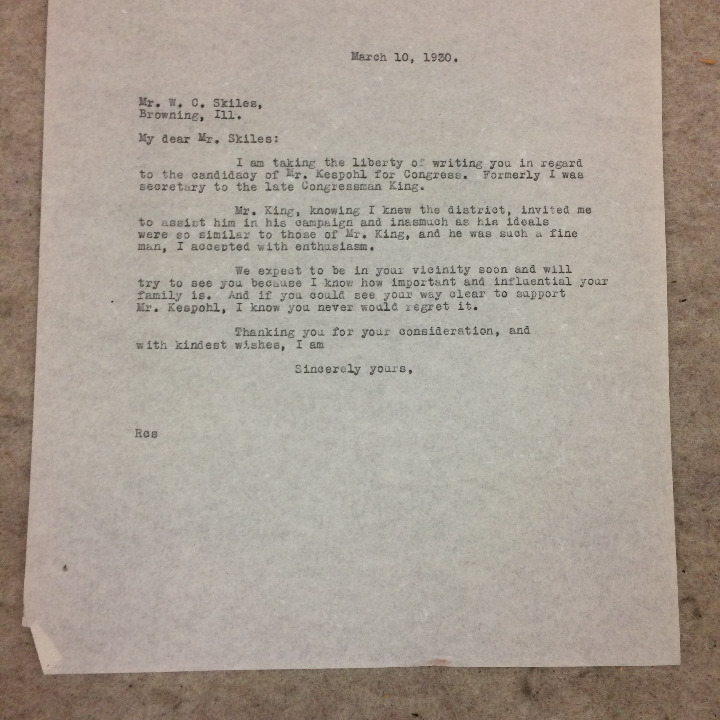 March 10, 1930.
Mr. W. C. Skiles,
Browning, Ill.
My dear Mr. Skiles:
I am taking the liberty of writing you in regard
to the candidacy of Mr. Kespohl for Congress. Formerly I was
secretary to the late Congressman King.
Mr. King, knowing I knew the district, invited me
to assist him in his campaign and inasmuch as his ideals
were so similar to those of Mr. King, and he was such a fine
man, I accepted with enthusiasm.
We expect to be in your vicinity soon and will
try to see you because I know how important and influential your
family is. And if you could see your way clear to support
Mr. Kespohl, I know you never would regret it.
Thanking you for your consideration, and
with kindest wishes, I am
Sincerely yours,
Rcs